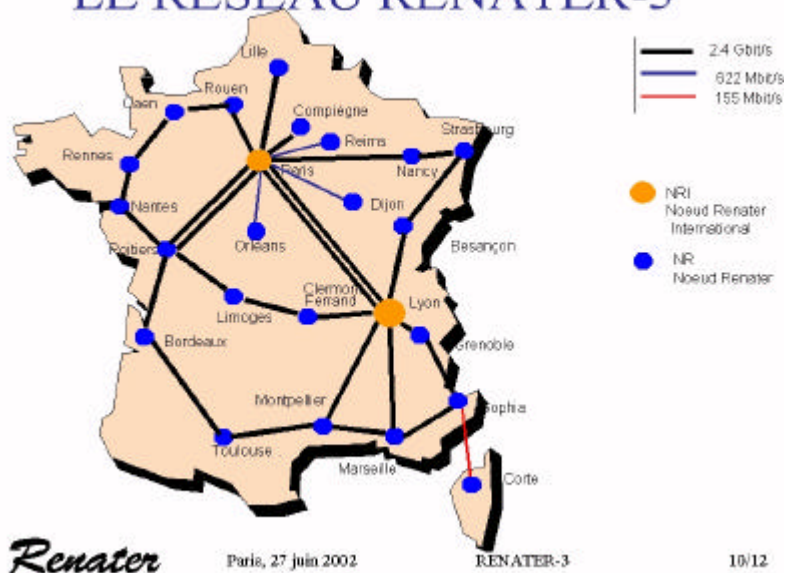 LE RESEAU RENATER-3
2.4 Gbit/s
622 Mbit/s
155 Mbit/s
Lille
Rouen
Caen
Compiègne
Reims
Strasbourg
Rennes
Paris
Nancy
NRI
Noeud Renater
International
Nantes
Dijon
Poitiers
Orléans
Besançon
NR
Noeud Renater
Clermont
Ferrand
Lyon
Limoges
Bordeaux
Grenoble
Montpellier
Sophia
Toulouse
Marseille
Corte
Renater
Paris, 27 juin 2002
RENATER-3
10/12